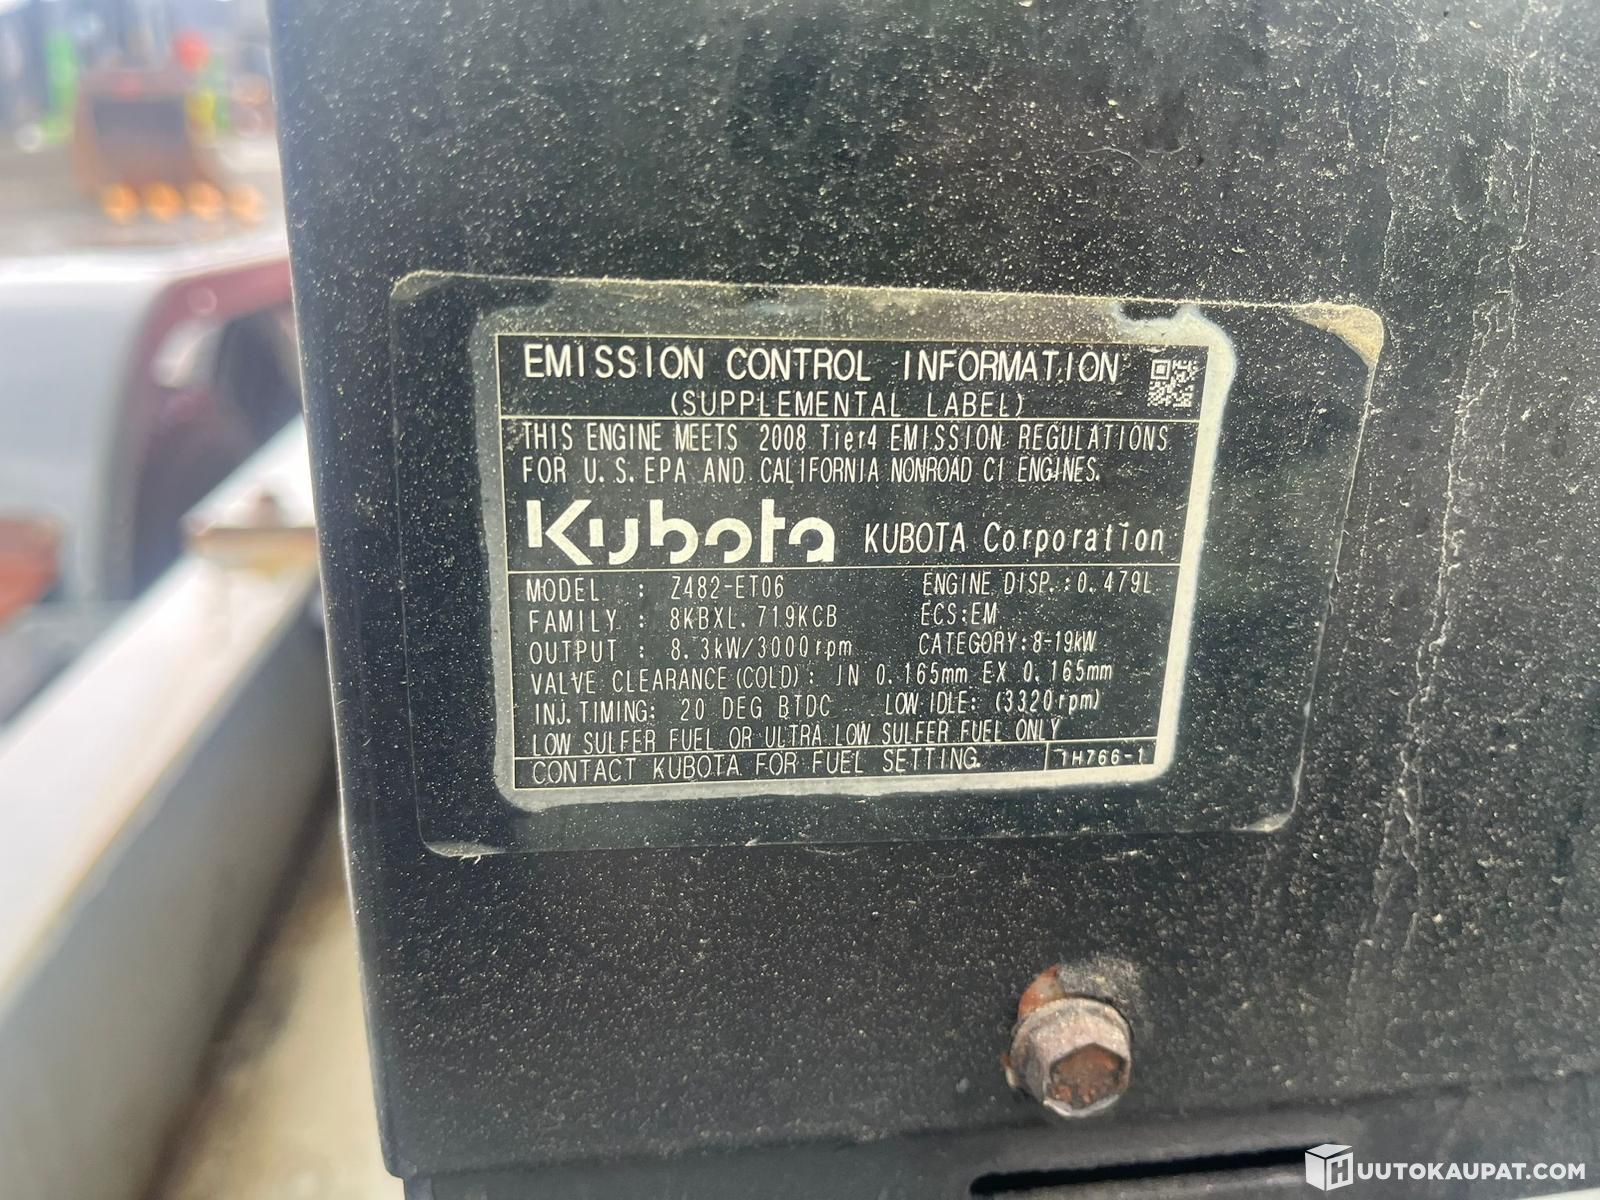 EMISSION CONTROL INFORMATION
(SUPPLEMENTAL LABEL)
THIS ENGINE MEETS 2008 Tier4 EMISSION REGULATIONS
FOR U.S.EPA AND CALIFORNIA NONROAD CI ENGINES.
Kubota KUBOTA Corporation
MODEL : Z482-ET06 ENGINE DISP.:0.479L
FAMILY : 8KBXL.719KCB ECS:EM
OUTPUT : 8.3kW/3000rpm CATEGORY:8-19kW
VALVE CLEARANCE(COLD): IN 0.165mm EX 0.165mm
INJ.TIMING: 20 DEG BTDC LOW IDLE: (3320rpm)
LOW SULFER FUEL OR ULTRA LOW SULFER FUEL ONLY
CONTACT KUBOTA FOR FUEL SETTING. 1H766-1
HUUTOKAUPAT.COM